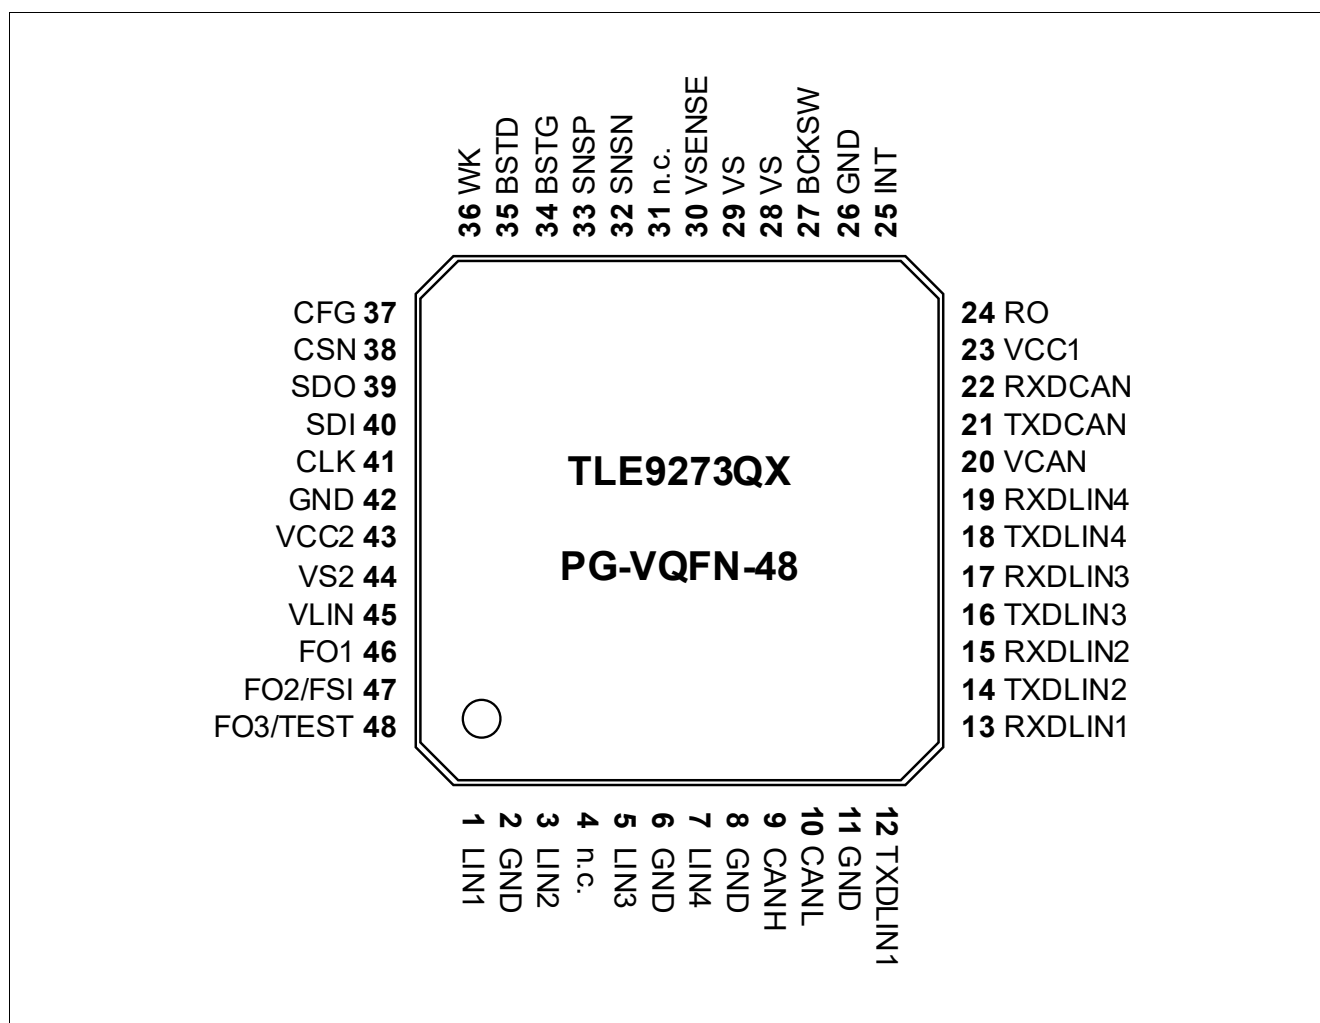 36 WK
35 BSTD
34 BSTG
33 SNSP
32 SNSN
31 n.c.
30 VSENSE
29 VS
28 VS
27 BCKSW
26 GND
25 INT
CFG 37
CSN 38
SDO 39
SDI 40
CLK 41
GND 42
VCC2 43
VS2 44
VLIN 45
FO1 46
FO2/FSI 47
FO3/TEST 48
TLE9273QX
PG-VQFN-48
24 RO
23 VCC1
22 RXDCAN
21 TXDCAN
20 VCAN
19 RXDLIN4
18 TXDLIN4
17 RXDLIN3
16 TXDLIN3
15 RXDLIN2
14 TXDLIN2
13 RXDLIN1
1 LIN1
2 GND
3 LIN2
4 n.c.
5 LIN3
6 GND
7 LIN4
8 GND
9 CANH
10 CANL
11 GND
12 TXDLIN1